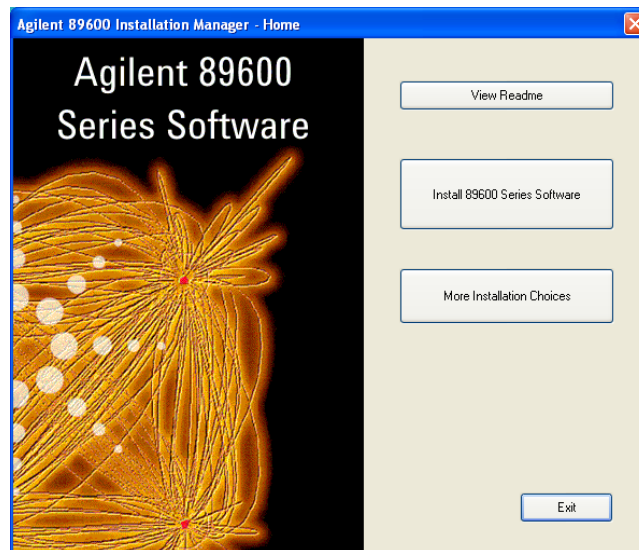 Agilent 89600 Installation Manager - Home
Agilent 89600
Series Software
View Readme
Install 89600 Series Software
More Installation Choices
Exit